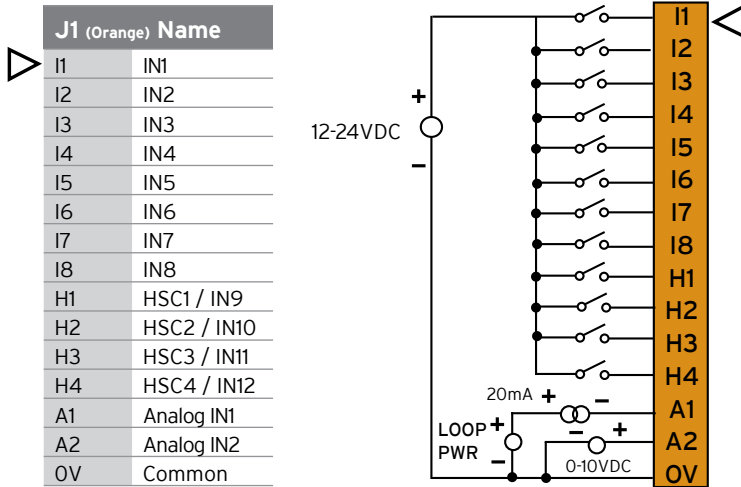 J1 (Orange) Name
I1 IN1
I2 IN2
I3 IN3
I4 IN4
I5 IN5
I6 IN6
I7 IN7
I8 IN8
H1 HSC1 / IN9
H2 HSC2 / IN10
H3 HSC3 / IN11
H4 HSC4 / IN12
A1 Analog IN1
A2 Analog IN2
0V Common
+
12-24VDC
−
I1
I2
I3
I4
I5
I6
I7
I8
H1
H2
H3
H4
20mA + −
A1
LOOP + − +
PWR
A2
− 0-10VDC
0V